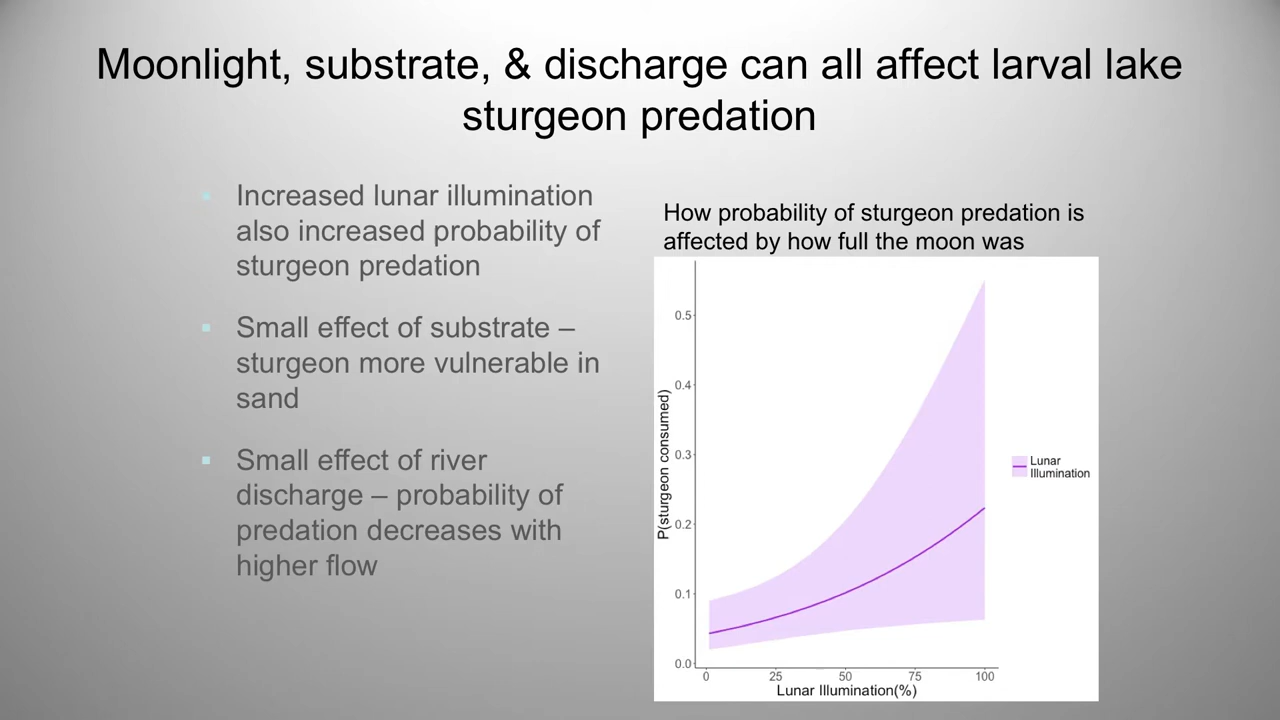 Moonlight, substrate, & discharge can all affect larval lake
sturgeon predation
Increased lunar illumination
also increased probability of
sturgeon predation
Small effect of substrate –
sturgeon more vulnerable in
sand
Small effect of river
discharge – probability of
predation decreases with
higher flow
How probability of sturgeon predation is
affected by how full the moon was
P(sturgeon consumed)
0.5
0.4
0.3
0.2
0.1
0.0
0 25 50 75 100
Lunar Illumination(%)
Lunar
Illumination